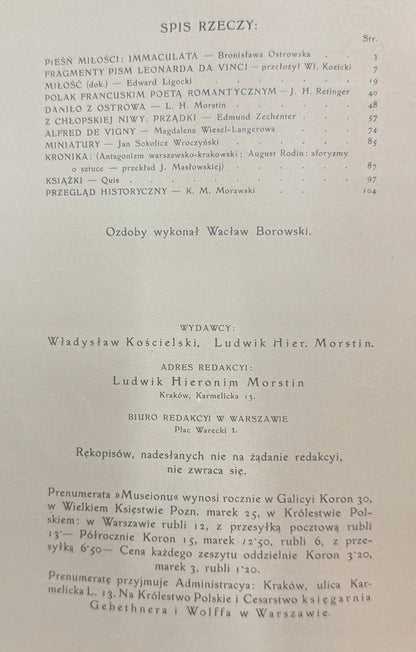 SPIS RZECZY:
Str.
PIEŚŃ MIŁOŚCI: IMMACULATA — Bronisława Ostrowska . . . 3
FRAGMENTY PISM LEONARDA DA VINCI — przełożył Wł. Kozicki . 7
MIŁOŚĆ (dok.) — Edward Ligocki . . . . . . . . 19
POLAK FRANCUSKIM POETĄ ROMANTYCZNYM — J. H. Retinger 40
DANIŁO Z OSTROWA — L. H. Morstin . . . . . . 48
Z CHŁOPSKIEJ NIWY: PRZĄDKI — Edmund Zechenter . . . 57
ALFRED DE VIGNY — Magdalena Wiesel-Langerowa . . . . 74
MINIATURY — Jan Sokolicz Wroczyński . . . . . . 85
KRONIKA: (Antagonizm warszawsko-krakowski; August Rodin: aforyzmy
o sztuce — przekład J. Masłowskiej) . . . . . . 87
KSIĄŻKI — Quis . . . . . . . . . . 97
PRZEGLĄD HISTORYCZNY — K. M. Morawski . . . . . 104
Ozdoby wykonał Wacław Borowski.
WYDAWCY:
Władysław Kościelski, Ludwik Hier. Morstin.
ADRES REDAKCYI:
Ludwik Hieronim Morstin
Kraków, Karmelicka 13.
BIURO REDAKCYI W WARSZAWIE
Plac Warecki 1.
Rękopisów, nadesłanych nie na żądanie redakcyi,
nie zwraca się.
Prenumerata »Museionu« wynosi rocznie w Galicyi Koron 30,
w Wielkiem Księstwie Pozn. marek 25, w Królestwie Pol-
skiem: w Warszawie rubli 12, z przesyłką pocztową rubli
13·— Półrocznie Koron 15, marek 12·50, rubli 6, z prze-
syłką 6·50— Cena każdego zeszytu oddzielnie Koron 3·20,
marek 3, rubli 1·20.
Prenumeratę przyjmuje Administracya: Kraków, ulica Kar-
melicka L. 13. Na Królestwo Polskie i Cesarstwo księgarnia
Gebethnera i Wolffa w Warszawie.